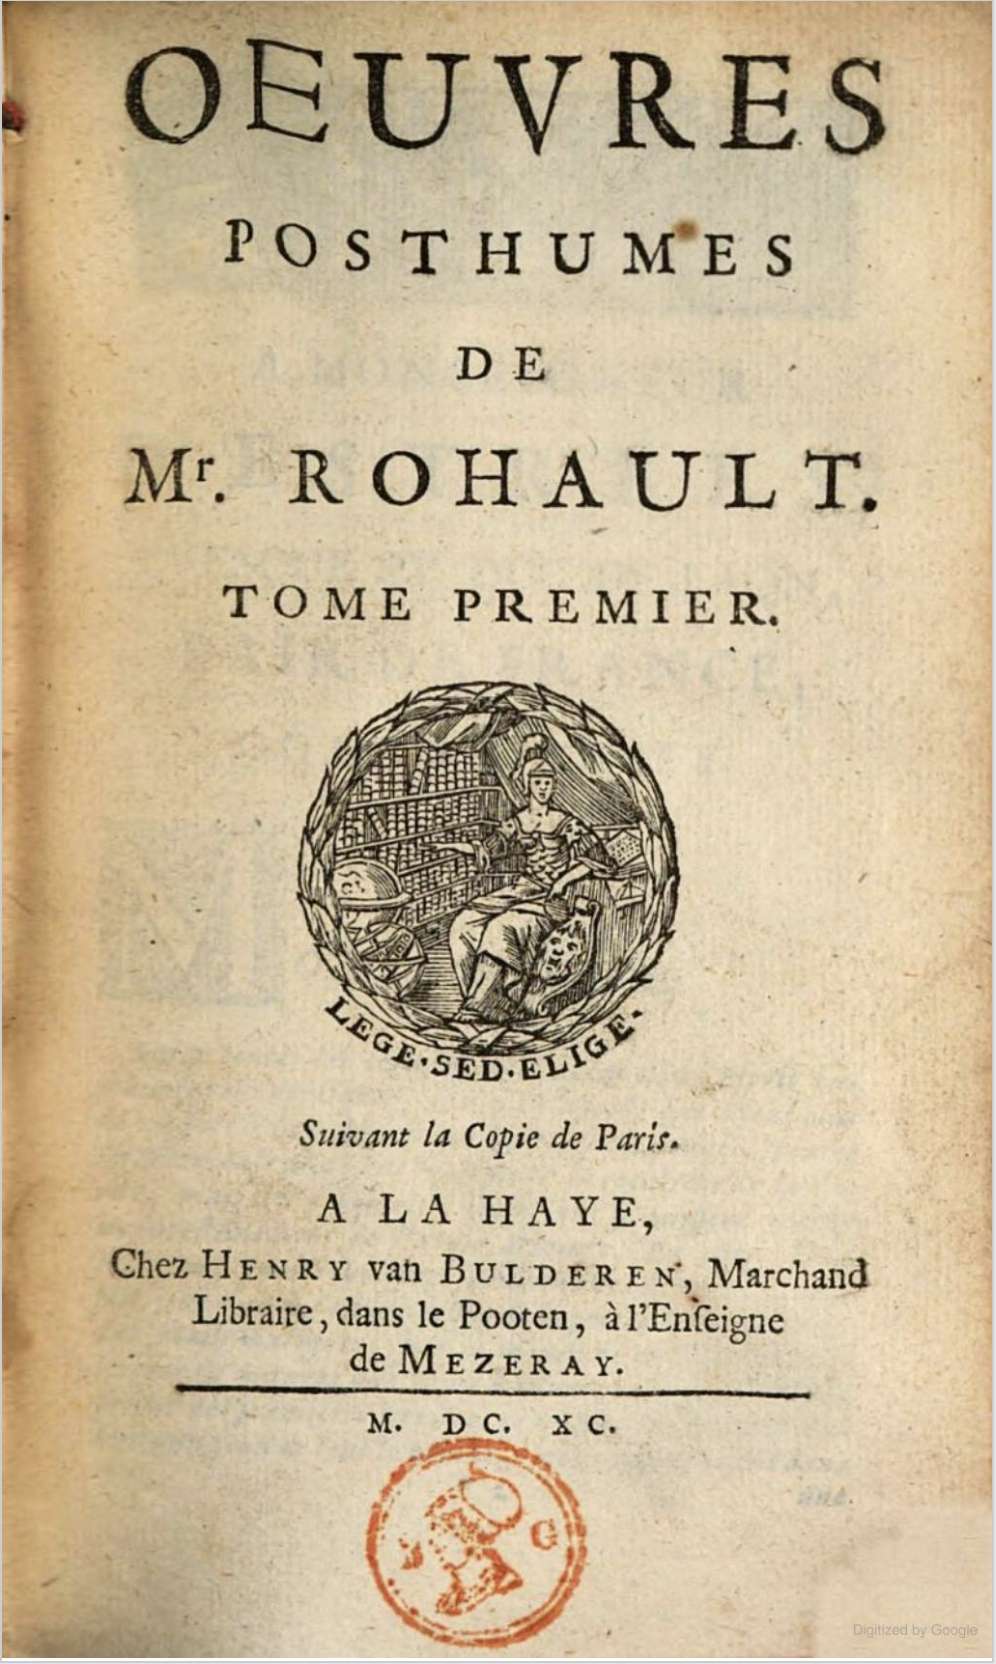 OEUVRES
POSTHUMES
DE
Mr. ROHAULT.
TOME PREMIER.
LEGE·SED·ELIGE·
Suivant la Copie de Paris.
A LA HAYE,
Chez HENRY van BULDEREN, Marchand
Libraire, dans le Pooten, à l'Enſeigne
de MEZERAY.
M. DC. XC.
G
Digitized by Google